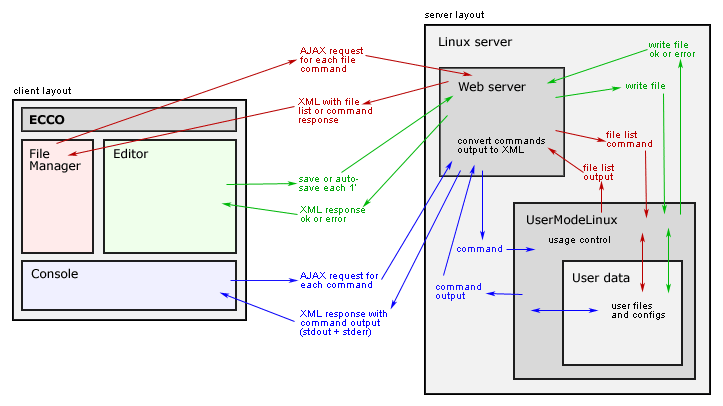 server layout
Linux server
Web server
convert commands
output to XML
write file
ok or error
write file
file list
command
file list
output
UserModeLinux
usage control
User data
user files
and configs
command
command
output
client layout
ECCO
File
Manager
Editor
Console
AJAX request
for each file
command
XML with file
list or command
response
save or auto-
save each 1'
XML response
ok or error
AJAX request for
each command
XML response with
command output
(stdout + stderr)